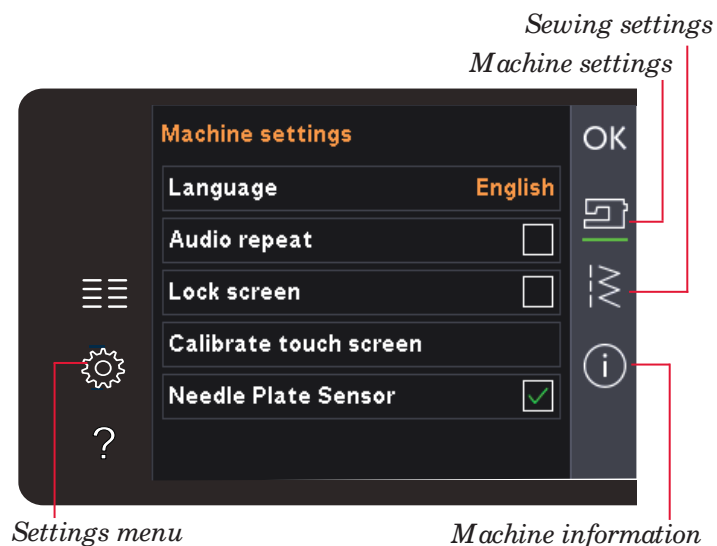 Sewing settings
Machine settings
Machine settings
OK
Language English
Audio repeat
Lock screen
Calibrate touch screen
i
Needle Plate Sensor
?
Settings menu
Machine information